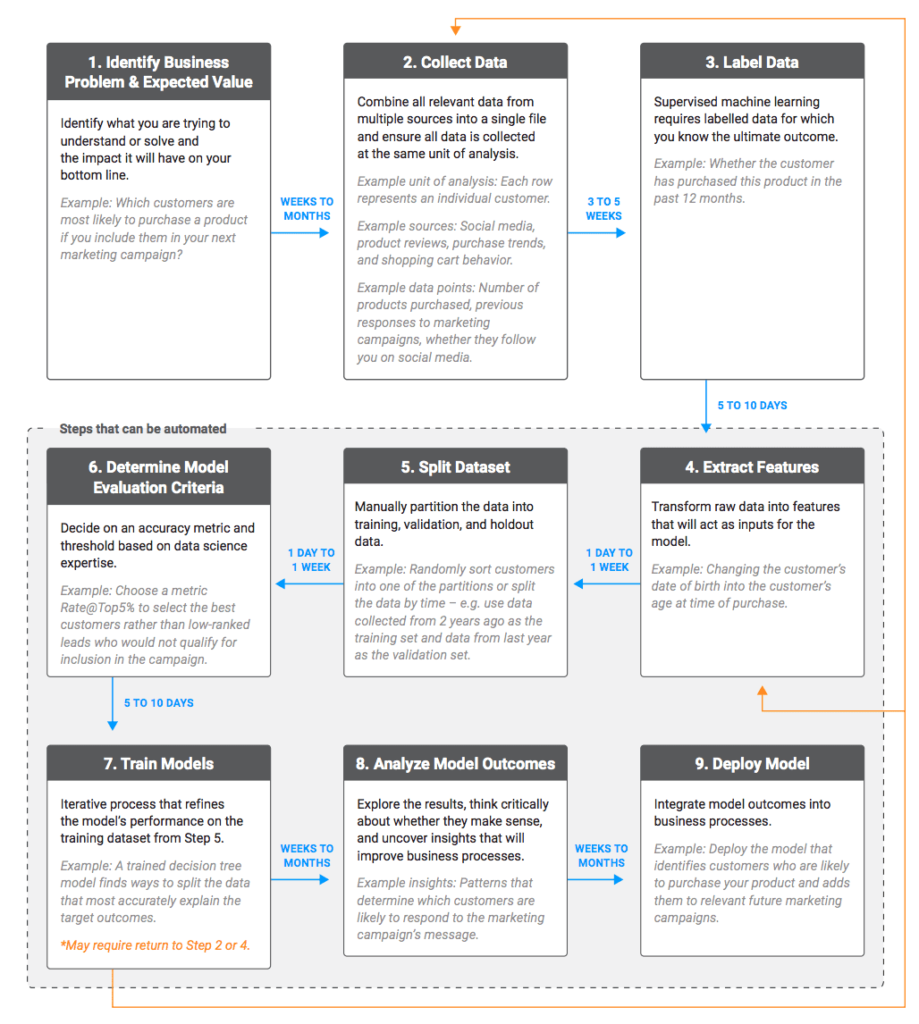 1. Identify Business
Problem & Expected Value
Identify what you are trying to
understand or solve and
the impact it will have on your
bottom line.
Example: Which customers are
most likely to purchase a product
if you include them in your next
marketing campaign?
WEEKS TO
MONTHS
2. Collect Data
Combine all relevant data from
multiple sources into a single file
and ensure all data is collected
at the same unit of analysis.
Example unit of analysis: Each row
represents an individual customer.
Example sources: Social media,
product reviews, purchase trends,
and shopping cart behavior.
Example data points: Number of
products purchased, previous
responses to marketing
campaigns, whether they follow
you on social media.
3 TO 5
WEEKS
3. Label Data
Supervised machine learning
requires labelled data for which
you know the ultimate outcome.
Example: Whether the customer
has purchased this product in the
past 12 months.
5 TO 10 DAYS
Steps that can be automated
4. Extract Features
Transform raw data into features
that will act as inputs for the
model.
Example: Changing the customer's
date of birth into the customer's
age at time of purchase.
1 DAY TO
1 WEEK
5. Split Dataset
Manually partition the data into
training, validation, and holdout
data.
Example: Randomly sort customers
into one of the partitions or split
the data by time – e.g. use data
collected from 2 years ago as the
training set and data from last year
as the validation set.
1 DAY TO
1 WEEK
6. Determine Model
Evaluation Criteria
Decide on an accuracy metric and
threshold based on data science
expertise.
Example: Choose a metric
Rate@Top5% to select the best
customers rather than low-ranked
leads who would not qualify for
inclusion in the campaign.
5 TO 10 DAYS
7. Train Models
Iterative process that refines
the model's performance on the
training dataset from Step 5.
Example: A trained decision tree
model finds ways to split the data
that most accurately explain the
target outcomes.
*May require return to Step 2 or 4.
WEEKS TO
MONTHS
8. Analyze Model Outcomes
Explore the results, think critically
about whether they make sense,
and uncover insights that will
improve business processes.
Example insights: Patterns that
determine which customers are
likely to respond to the marketing
campaign's message.
WEEKS TO
MONTHS
9. Deploy Model
Integrate model outcomes into
business processes.
Example: Deploy the model that
identifies customers who are likely
to purchase your product and adds
them to relevant future marketing
campaigns.